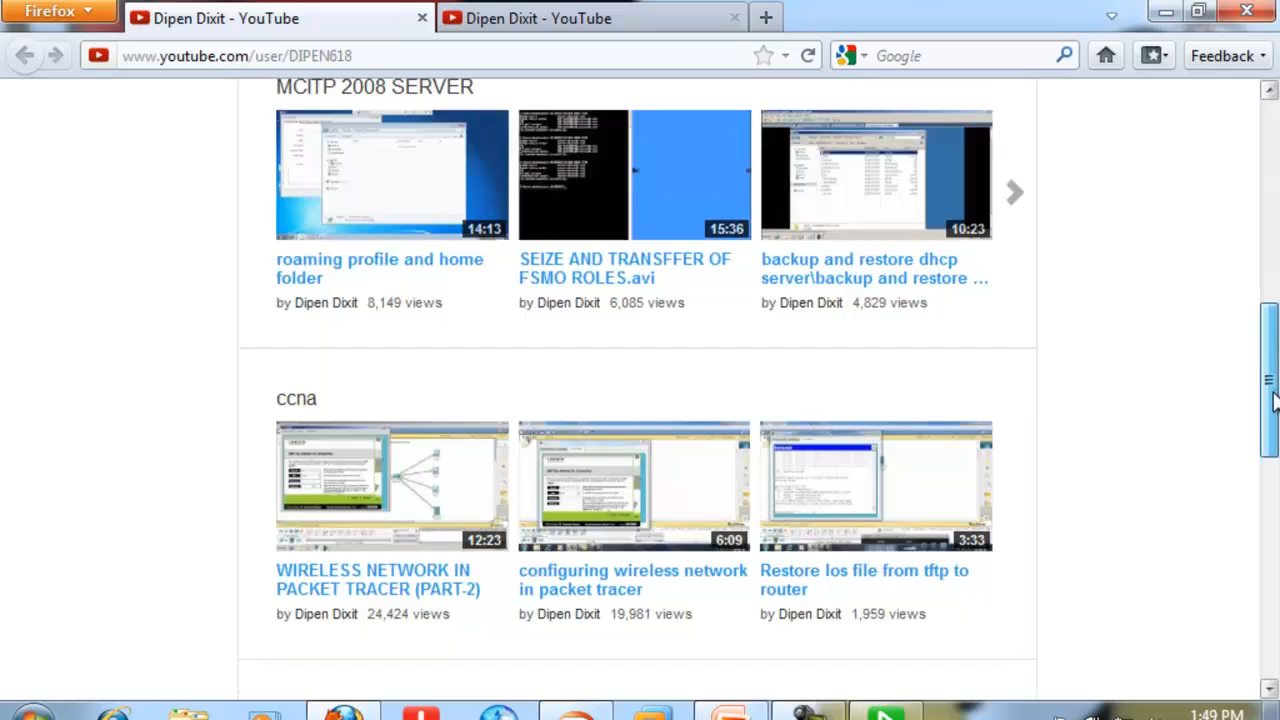 Firefox
Dipen Dixit - YouTube
Dipen Dixit - YouTube
www.youtube.com/user/DIPEN618
Google
Feedback
MCITP 2008 SERVER
14:13
15:36
10:23
roaming profile and home
folder
by Dipen Dixit 8,149 views
SEIZE AND TRANSFFER OF
FSMO ROLES.avi
by Dipen Dixit 6,085 views
backup and restore dhcp
server\backup and restore ...
by Dipen Dixit 4,829 views
ccna
12:23
6:09
3:33
WIRELESS NETWORK IN
PACKET TRACER (PART-2)
by Dipen Dixit 24,424 views
configuring wireless network
in packet tracer
by Dipen Dixit 19,981 views
Restore Ios file from tftp to
router
by Dipen Dixit 1,959 views
1:49 PM